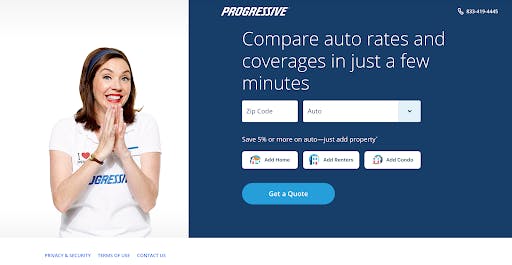 PROGRESSIVE
833-419-4445
Compare auto rates and
coverages in just a few
minutes
Zip Code
Auto
Save 5% or more on auto—just add property*
Add Home
Add Renters
Add Condo
Get a Quote
I
OGRESSIVE
PRIVACY & SECURITY
TERMS OF USE
CONTACT US